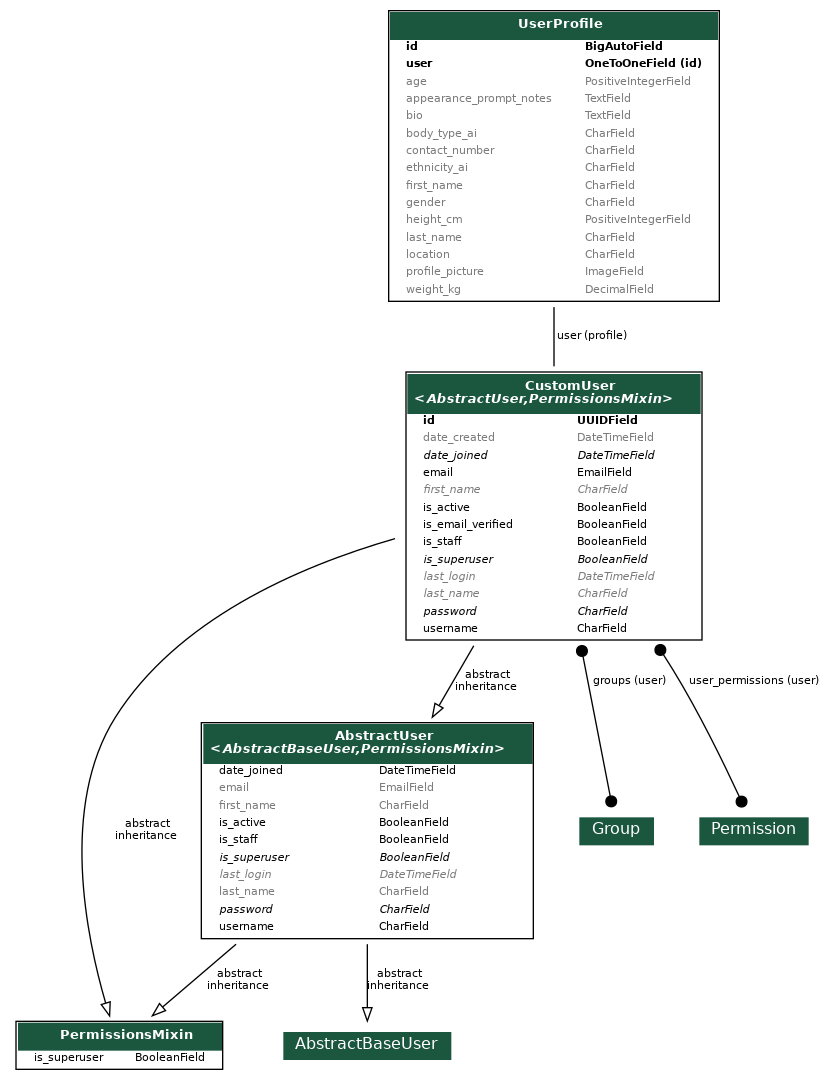 UserProfile
id BigAutoField
user OneToOneField (id)
age PositiveIntegerField
appearance_prompt_notes TextField
bio TextField
body_type_ai CharField
contact_number CharField
ethnicity_ai CharField
first_name CharField
gender CharField
height_cm PositiveIntegerField
last_name CharField
location CharField
profile_picture ImageField
weight_kg DecimalField
user (profile)
CustomUser
<AbstractUser,PermissionsMixin>
id UUIDField
date_created DateTimeField
date_joined DateTimeField
email EmailField
first_name CharField
is_active BooleanField
is_email_verified BooleanField
is_staff BooleanField
is_superuser BooleanField
last_login DateTimeField
last_name CharField
password CharField
username CharField
abstract
inheritance
groups (user)
user_permissions (user)
AbstractUser
<AbstractBaseUser,PermissionsMixin>
date_joined DateTimeField
email EmailField
first_name CharField
is_active BooleanField
is_staff BooleanField
is_superuser BooleanField
last_login DateTimeField
last_name CharField
password CharField
username CharField
abstract
inheritance
Group
Permission
abstract
inheritance
abstract
inheritance
PermissionsMixin
is_superuser BooleanField
AbstractBaseUser